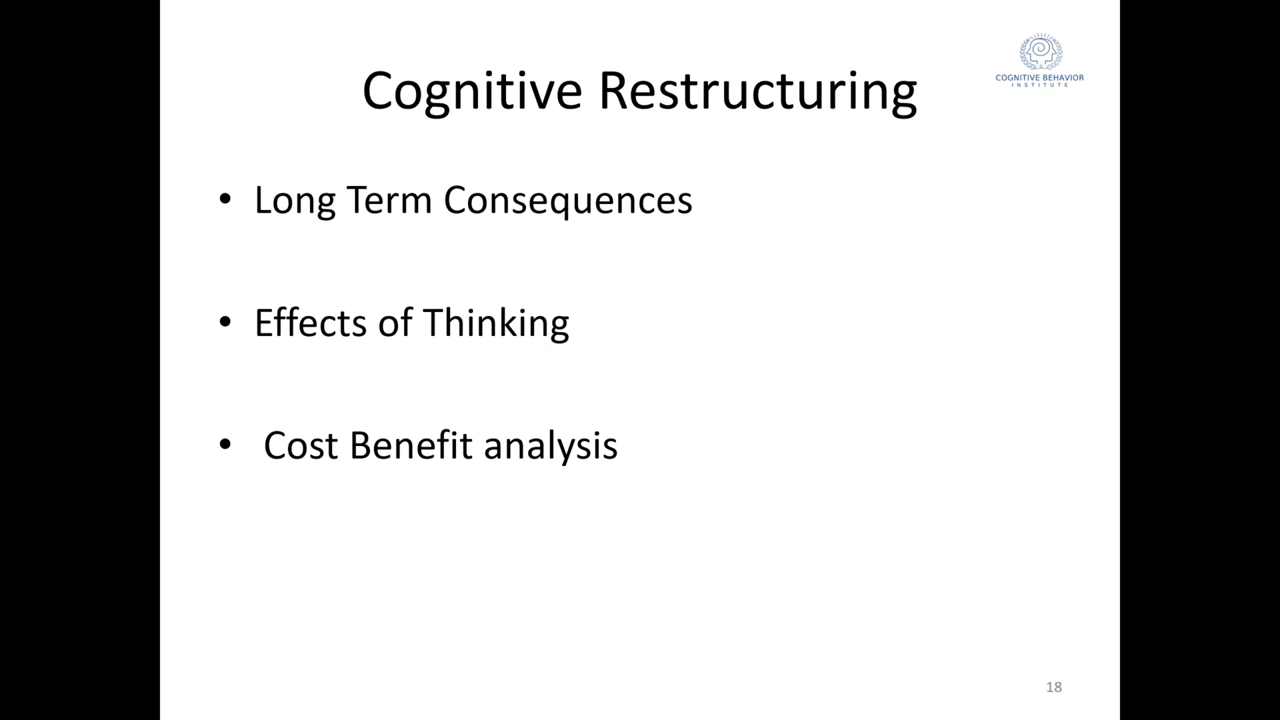 COGNITIVE BEHAVIOR
INSTITUTE
Cognitive Restructuring
• Long Term Consequences
• Effects of Thinking
• Cost Benefit analysis
18